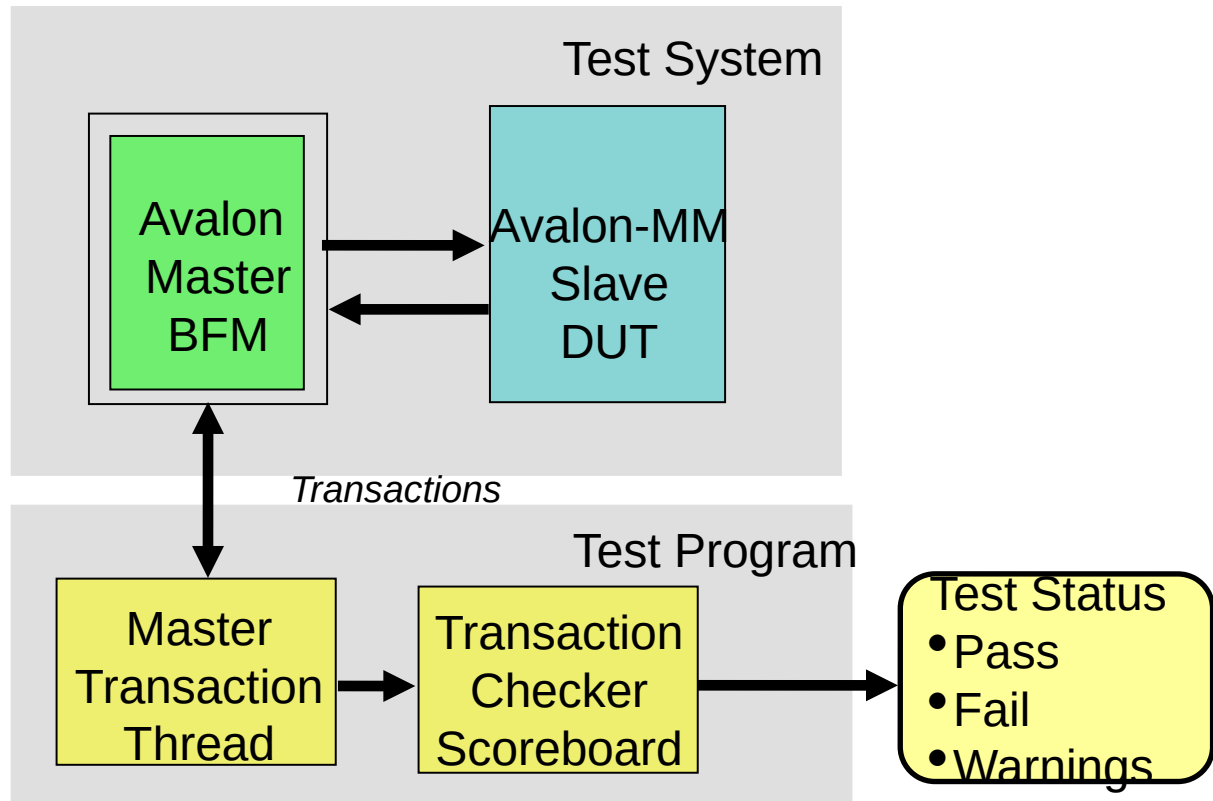 Test System
Avalon
Master
BFM
Avalon-MM
Slave
DUT
Transactions
Test Program
Master
Transaction
Thread
Transaction
Checker
Scoreboard
Test Status
•Pass
•Fail
•Warnings